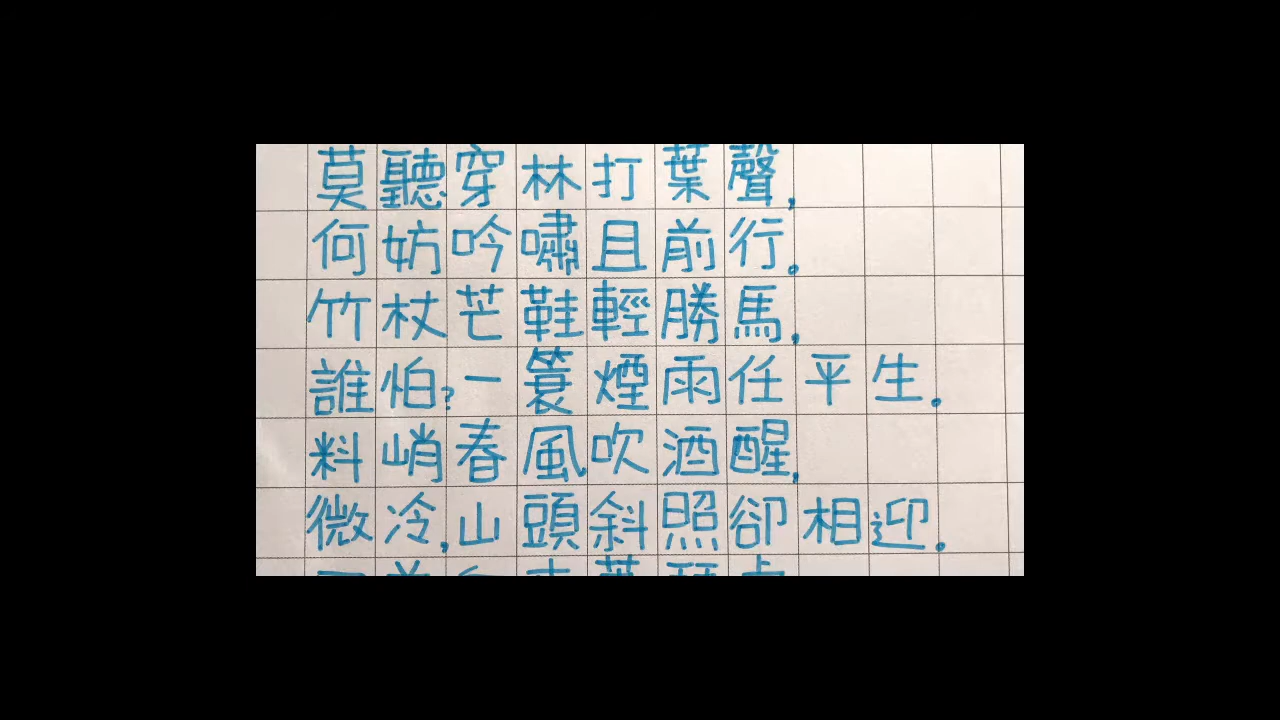 莫聽穿林打葉聲,
何妨吟嘯且前行。
竹杖芒鞋輕勝馬,
誰怕?一簑煙雨任平生。
料峭春風吹酒醒,
微冷,山頭斜照卻相迎。